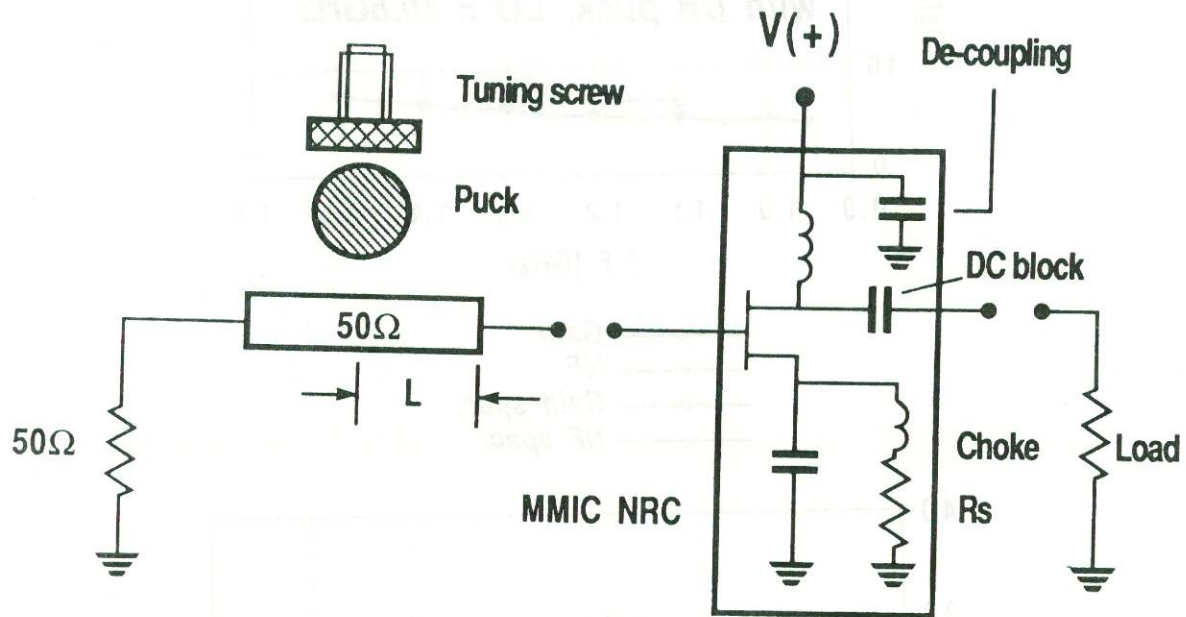 V(+)
De-coupling
Tuning screw
Puck
DC block
50Ω
L
50Ω
Choke
Load
MMIC NRC
Rs